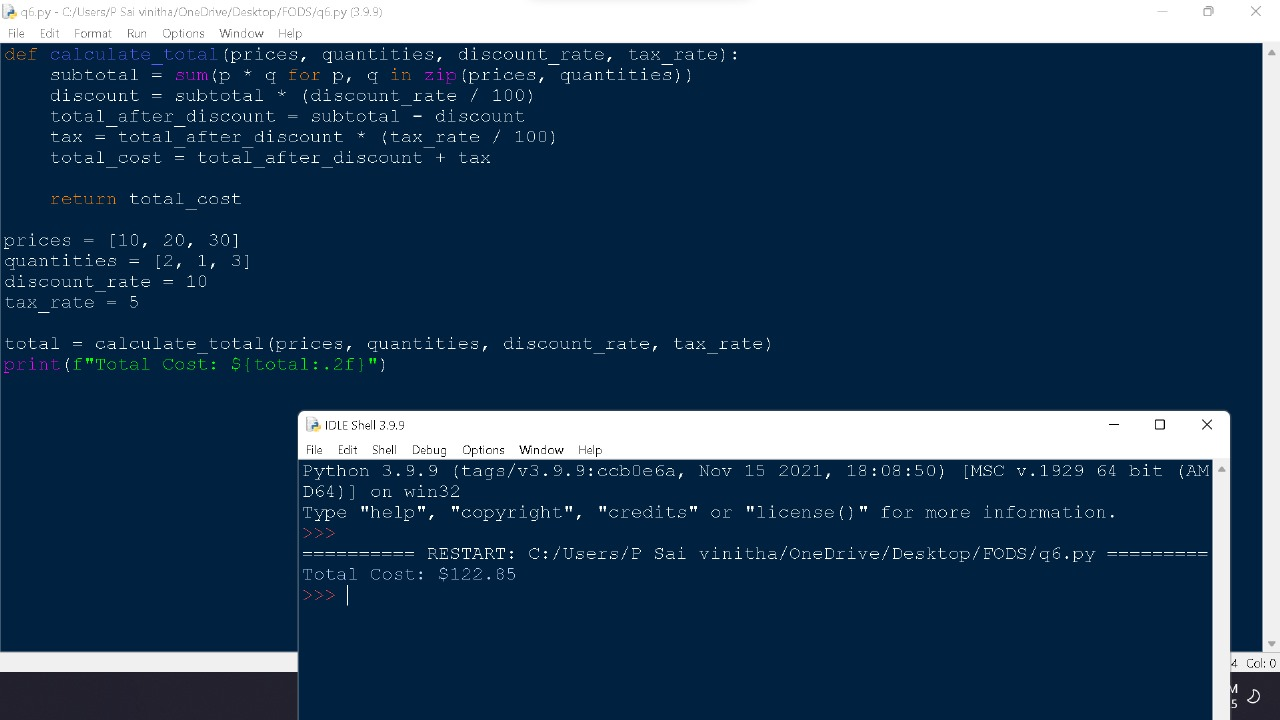 q6.py - C:/Users/P Sai vinitha/OneDrive/Desktop/FODS/q6.py (3.9.9)
File Edit Format Run Options Window Help
def calculate_total(prices, quantities, discount_rate, tax_rate):
    subtotal = sum(p * q for p, q in zip(prices, quantities))
    discount = subtotal * (discount_rate / 100)
    total_after_discount = subtotal - discount
    tax = total_after_discount * (tax_rate / 100)
    total_cost = total_after_discount + tax
    return total_cost
prices = [10, 20, 30]
quantities = [2, 1, 3]
discount_rate = 10
tax_rate = 5
total = calculate_total(prices, quantities, discount_rate, tax_rate)
print(f"Total Cost: ${total:.2f}")
IDLE Shell 3.9.9
File Edit Shell Debug Options Window Help
Python 3.9.9 (tags/v3.9.9:ccb0e6a, Nov 15 2021, 18:08:50) [MSC v.1929 64 bit (AM
D64)] on win32
Type "help", "copyright", "credits" or "license()" for more information.
>>>
========== RESTART: C:/Users/P Sai vinitha/OneDrive/Desktop/FODS/q6.py =========
Total Cost: $122.85
>>>
4 Col: 0
M
5